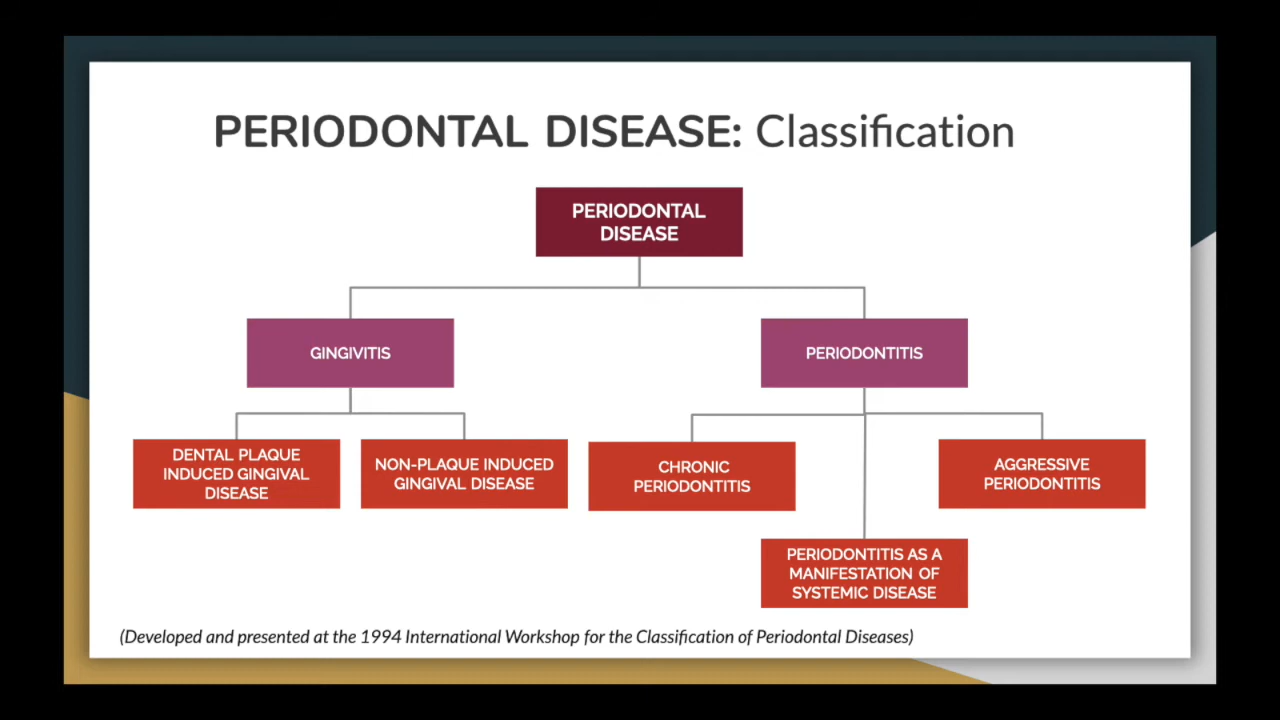 PERIODONTAL DISEASE: Classification
PERIODONTAL
DISEASE
GINGIVITIS
PERIODONTITIS
DENTAL PLAQUE
INDUCED GINGIVAL
DISEASE
NON-PLAQUE INDUCED
GINGIVAL DISEASE
CHRONIC
PERIODONTITIS
AGGRESSIVE
PERIODONTITIS
PERIODONTITIS AS A
MANIFESTATION OF
SYSTEMIC DISEASE
(Developed and presented at the 1994 International Workshop for the Classification of Periodontal Diseases)